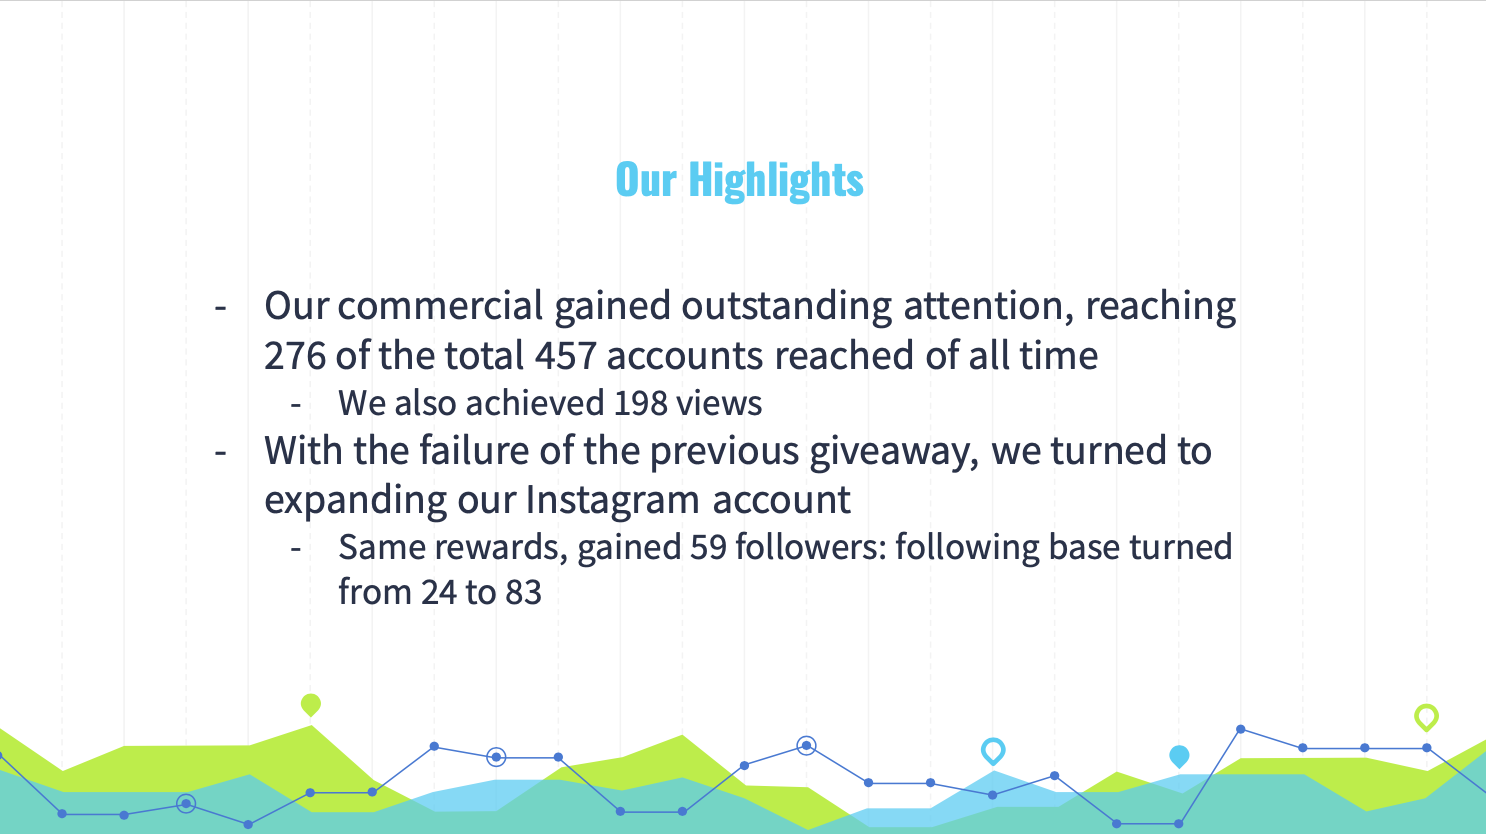 Our Highlights
- Our commercial gained outstanding attention, reaching
276 of the total 457 accounts reached of all time
- We also achieved 198 views
- With the failure of the previous giveaway, we turned to
expanding our Instagram account
- Same rewards, gained 59 followers: following base turned
from 24 to 83